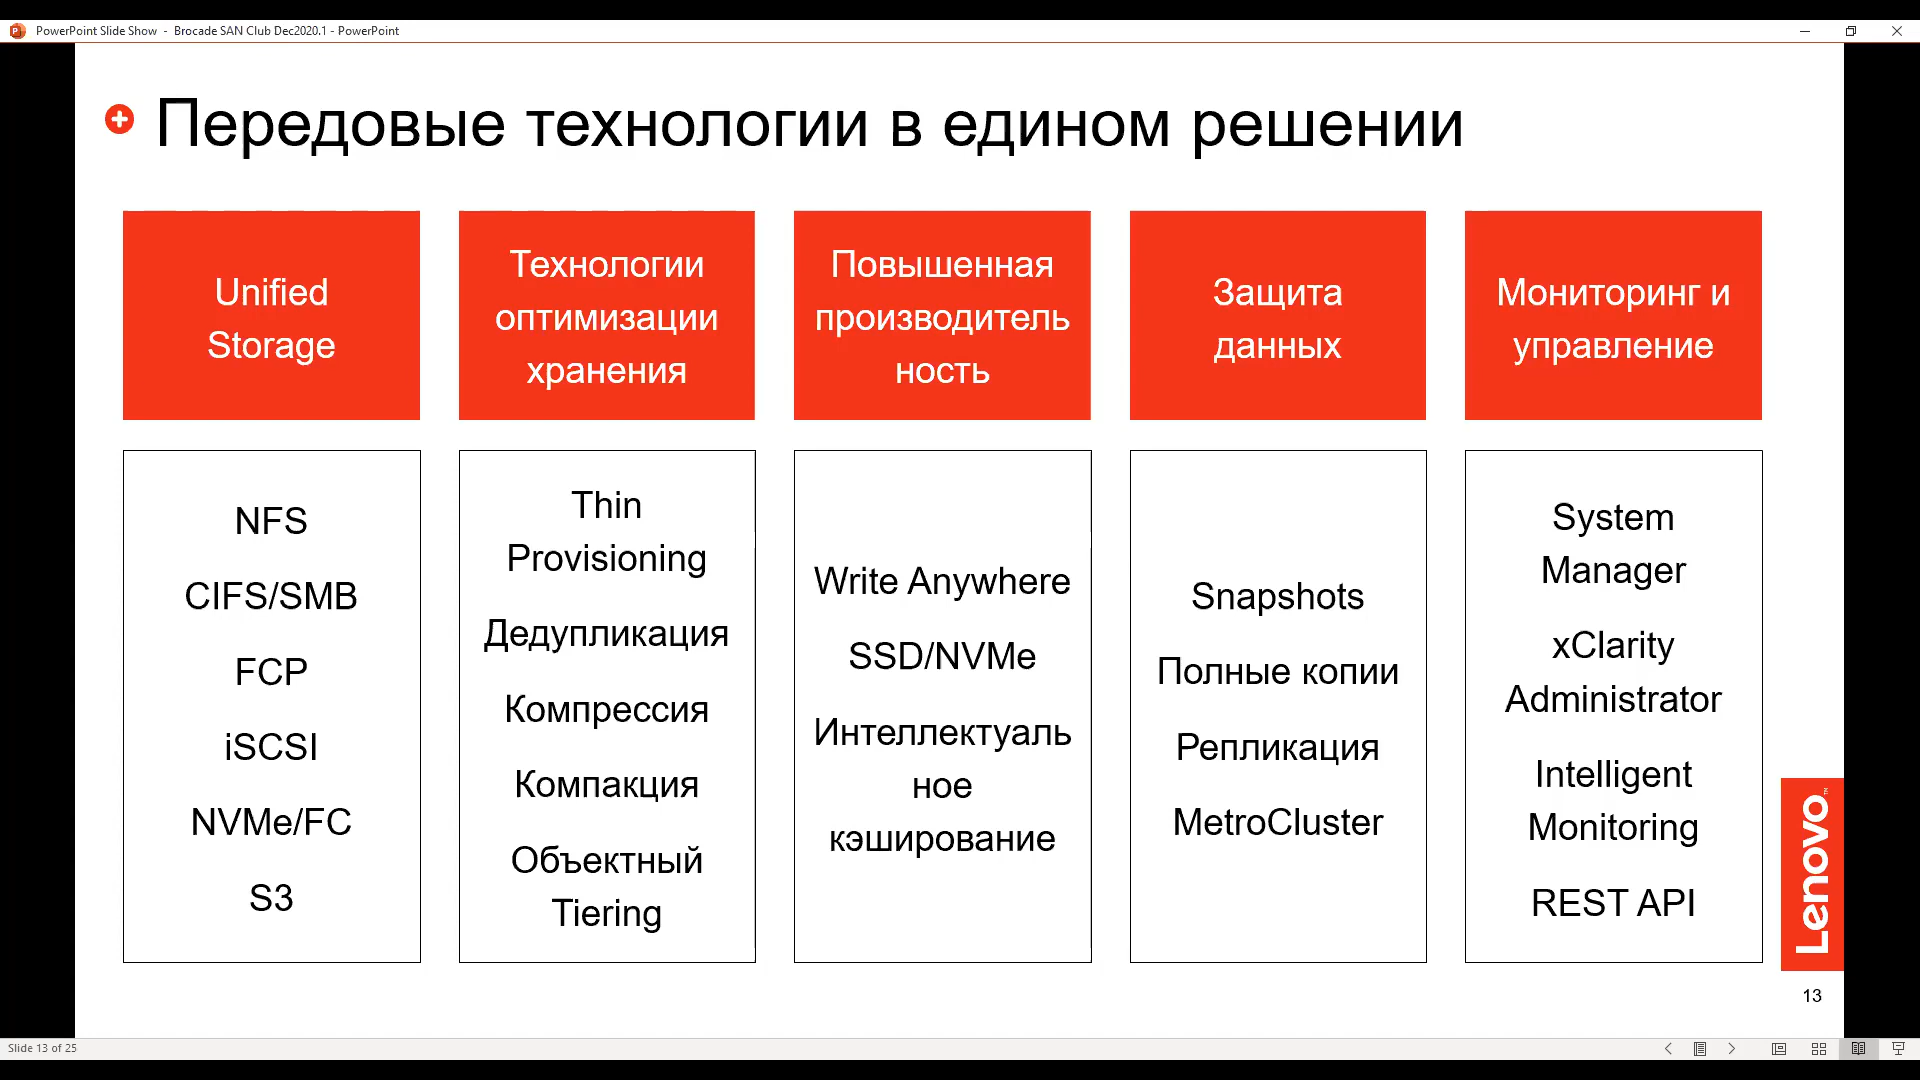 PowerPoint Slide Show - Brocade SAN Club Dec2020.1 - PowerPoint
Передовые технологии в едином решении
Unified
Storage
Технологии
оптимизации
хранения
Повышенная
производитель
ность
Защита
данных
Мониторинг и
управление
NFS
CIFS/SMB
FCP
iSCSI
NVMe/FC
S3
Thin
Provisioning
Дедупликация
Компрессия
Компакция
Объектный
Tiering
Write Anywhere
SSD/NVMe
Интеллектуаль
ное
кэширование
Snapshots
Полные копии
Репликация
MetroCluster
System
Manager
xClarity
Administrator
Intelligent
Monitoring
REST API
Lenovo™
13
Slide 13 of 25